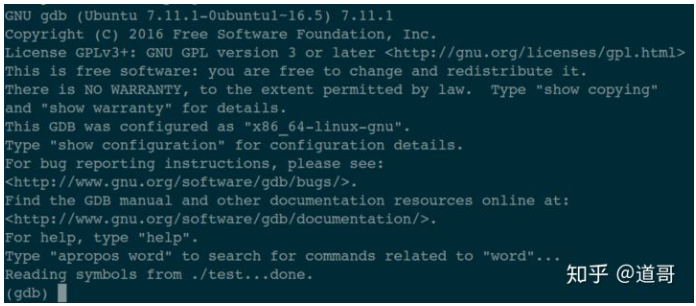 GNU gdb (Ubuntu 7.11.1-0ubuntu1~16.5) 7.11.1
Copyright (C) 2016 Free Software Foundation, Inc.
License GPLv3+: GNU GPL version 3 or later <http://gnu.org/licenses/gpl.html>
This is free software: you are free to change and redistribute it.
There is NO WARRANTY, to the extent permitted by law.  Type "show copying"
and "show warranty" for details.
This GDB was configured as "x86_64-linux-gnu".
Type "show configuration" for configuration details.
For bug reporting instructions, please see:
<http://www.gnu.org/software/gdb/bugs/>.
Find the GDB manual and other documentation resources online at:
<http://www.gnu.org/software/gdb/documentation/>.
For help, type "help".
Type "apropos word" to search for commands related to "word"...
Reading symbols from ./test...done.
(gdb)
知乎 @道哥